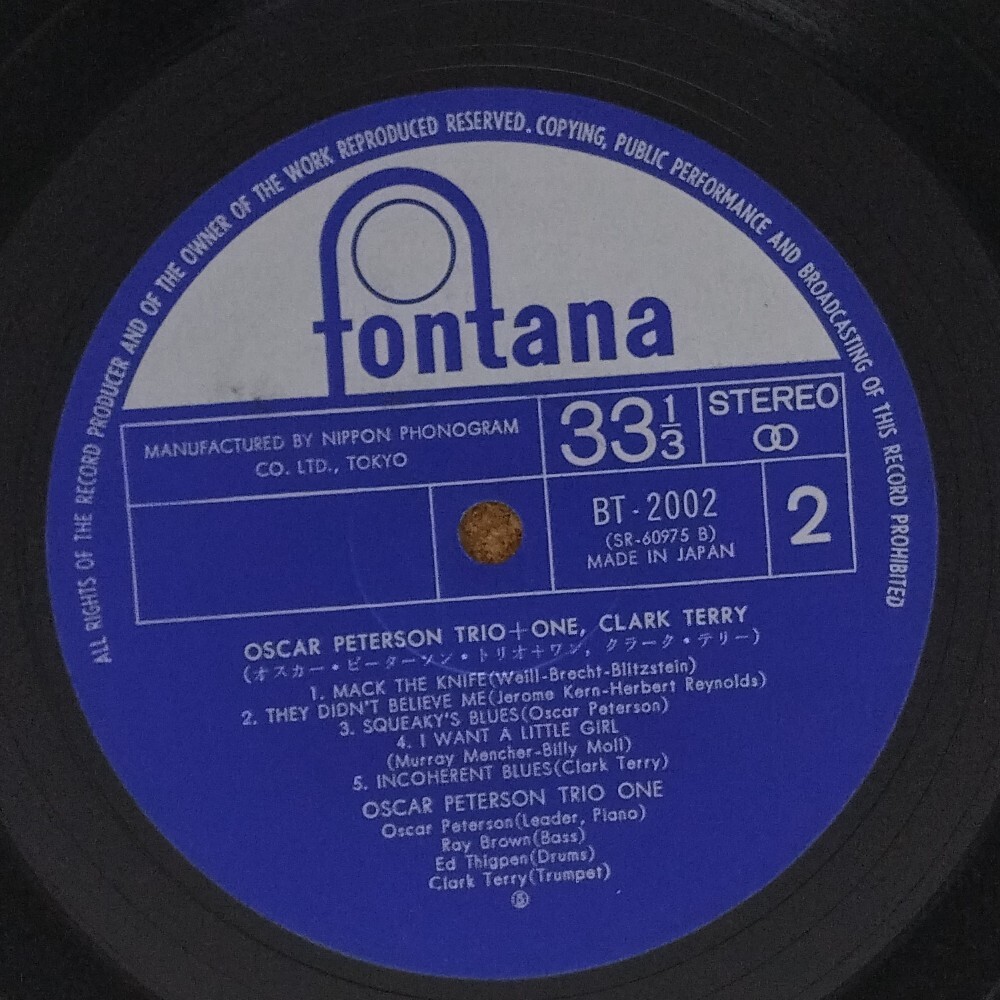 ALL RIGHTS OF THE RECORD PRODUCER AND OF THE OWNER OF THE WORK REPRODUCED RESERVED. COPYING, PUBLIC PERFORMANCE AND BROADCASTING OF THIS RECORD PROHIBITED
fontana
MANUFACTURED BY NIPPON PHONOGRAM
CO. LTD., TOKYO
33 1/3
STEREO
BT-2002
(SR-60975 B)
MADE IN JAPAN
2
OSCAR PETERSON TRIO+ONE, CLARK TERRY
(オスカー・ピーターソン・トリオ+ワン, クラーク・テリー)
1. MACK THE KNIFE(Weill-Brecht-Blitzstein)
2. THEY DIDN'T BELIEVE ME(Jerome Kern-Herbert Reynolds)
3. SQUEAKY'S BLUES(Oscar Peterson)
4. I WANT A LITTLE GIRL
(Murray Mencher-Billy Moll)
5. INCOHERENT BLUES(Clark Terry)
OSCAR PETERSON TRIO ONE
Oscar Peterson(Leader, Piano)
Ray Brown(Bass)
Ed Thigpen(Drums)
Clark Terry(Trumpet)